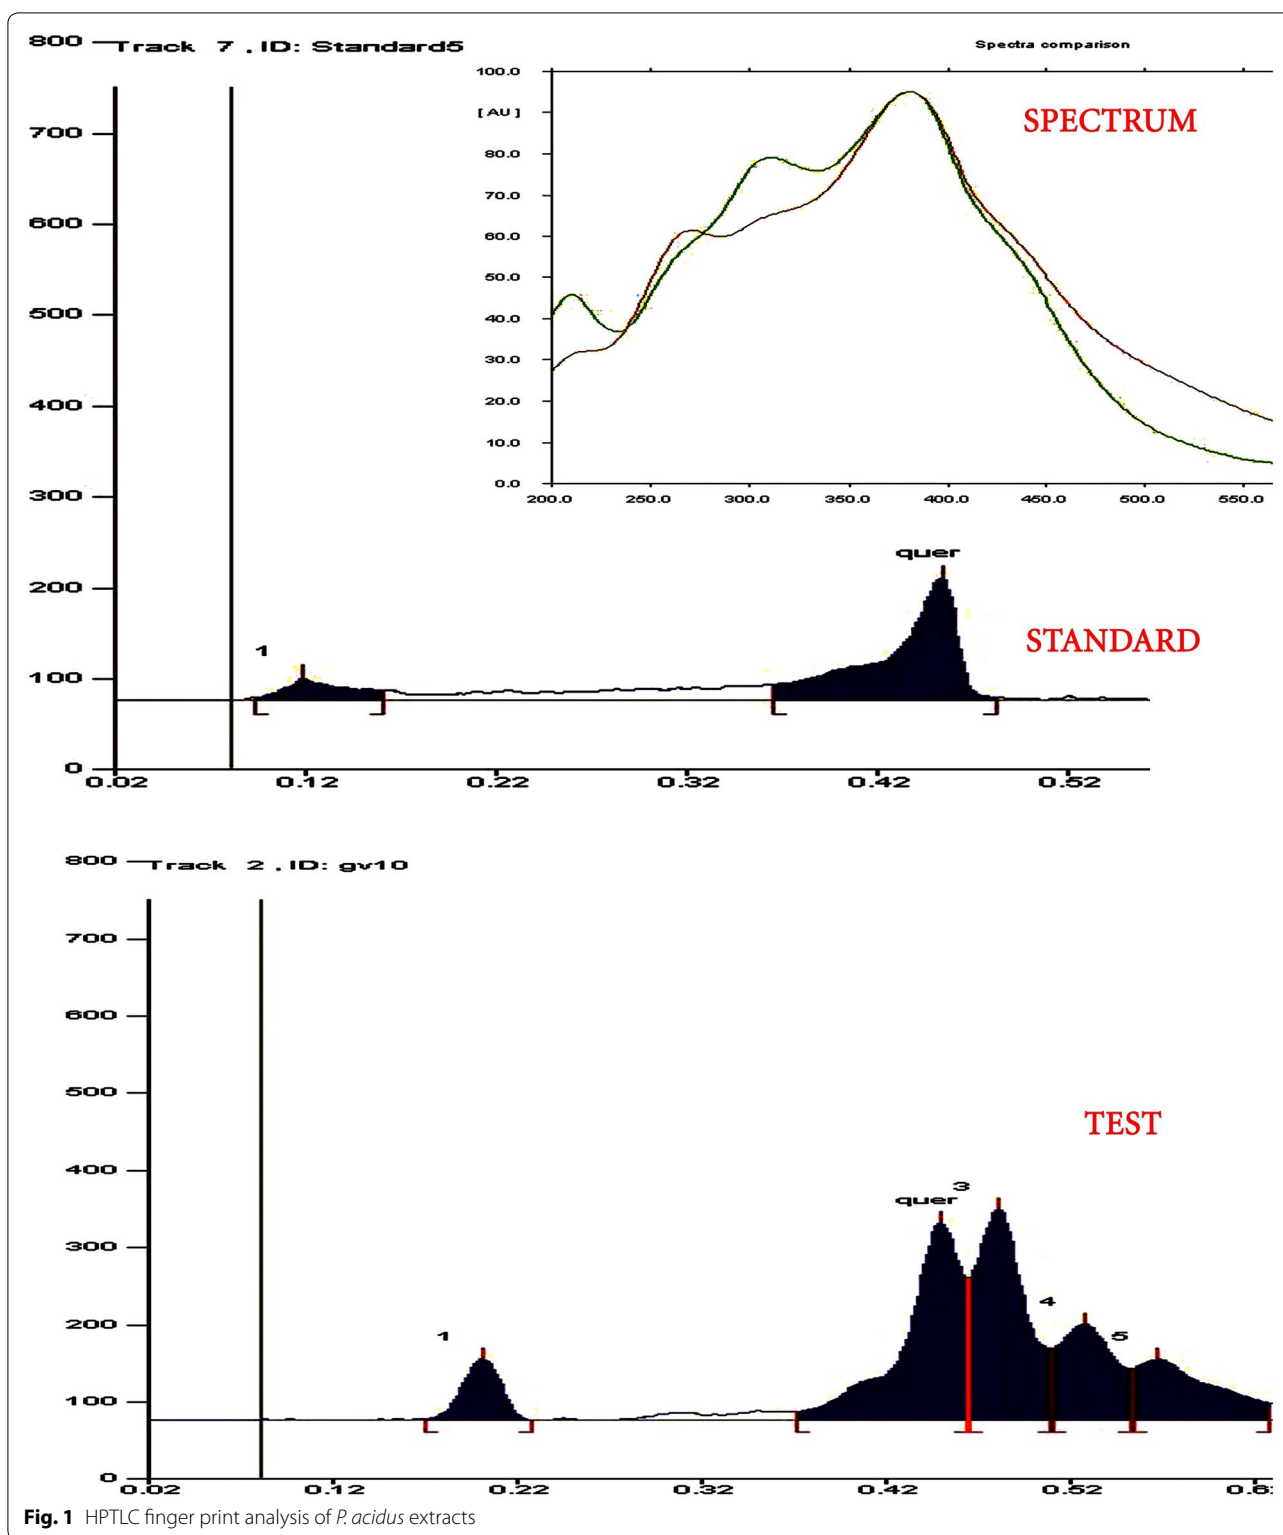 800
Track 7 , ID: Standard5
Spectra comparison
100.0
[ AU ]
SPECTRUM
80.0
70.0
60.0
50.0
40.0
30.0
20.0
10.0
0.0
200.0 250.0 300.0 350.0 400.0 450.0 500.0 550.0
700
600
500
400
300
200
100
0
quer
1
STANDARD
0.02 0.12 0.22 0.32 0.42 0.52
800
Track 2 , ID: gv10
700
600
500
400
300
200
100
0
TEST
quer 3
4
1
5
0.02 0.12 0.22 0.32 0.42 0.52
Fig. 1 HPTLC finger print analysis of P. acidus extracts